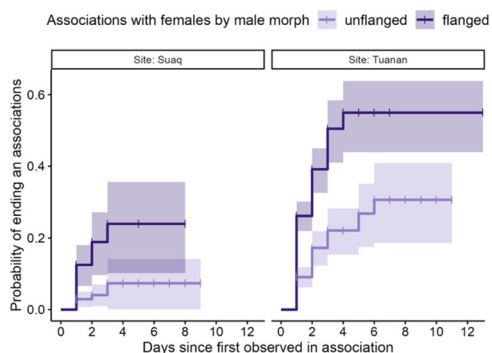 Associations with females by male morph unflanged flanged
Site: Suaq Site: Tuanan
Probability of ending an associations
0.6
0.4
0.2
0.0
0 2 4 6 8 10 12 0 2 4 6 8 10 12
Days since first observed in association